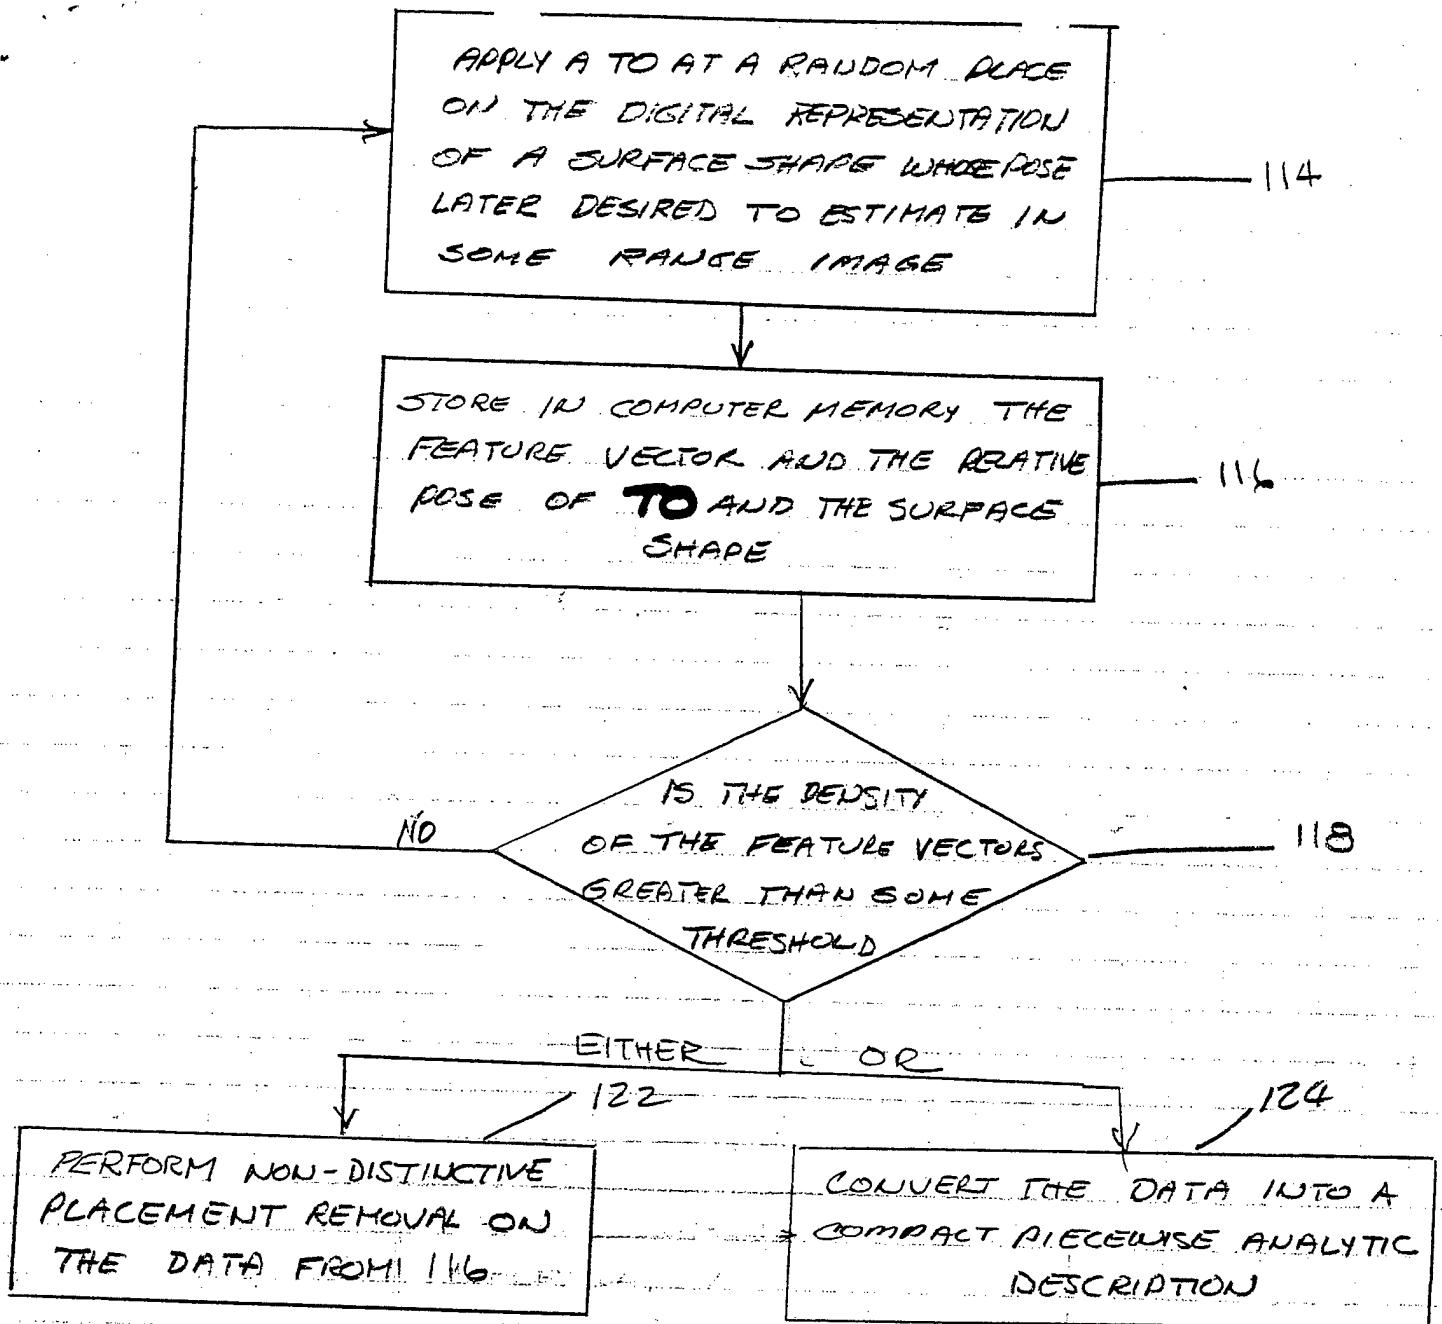 APPLY A TO AT A RANDOM PLACE
ON THE DIGITAL REPRESENTATION
OF A SURFACE SHAPE WHOSE POSE
LATER DESIRED TO ESTIMATE IN
SOME RANGE IMAGE
114
STORE IN COMPUTER MEMORY THE
FEATURE VECTOR AND THE RELATIVE
POSE OF TO AND THE SURFACE
SHAPE
116
IS THE DENSITY
OF THE FEATURE VECTORS
GREATER THAN SOME
THRESHOLD
118
NO
EITHER OR
122
124
PERFORM NON-DISTINCTIVE
PLACEMENT REMOVAL ON
THE DATA FROM 116
CONVERT THE DATA INTO A
COMPACT PIECEWISE ANALYTIC
DESCRIPTION